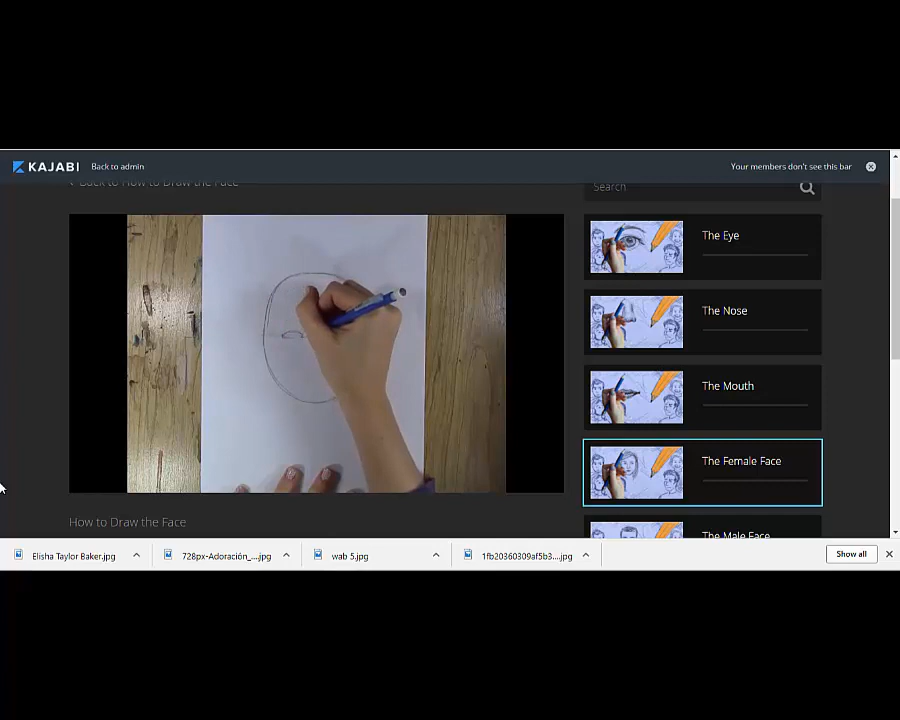 KAJABI Back to admin Your members don't see this bar
< Back to How to Draw the Face
Search
The Eye
The Nose
The Mouth
The Female Face
The Male Face
How to Draw the Face
Elisha Taylor Baker.jpg 728px-Adoración_....jpg wab 5.jpg 1fb20360309af5b3....jpg Show all